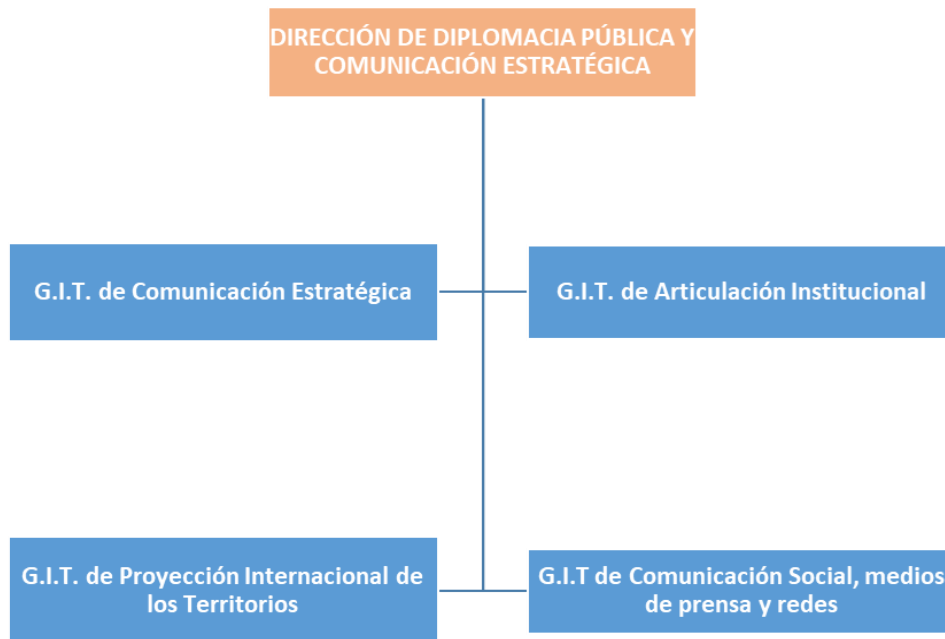 DIRECCIÓN DE DIPLOMACIA PÚBLICA Y
COMUNICACIÓN ESTRATÉGICA
G.I.T. de Comunicación Estratégica
G.I.T. de Articulación Institucional
G.I.T. de Proyección Internacional de
los Territorios
G.I.T de Comunicación Social, medios
de prensa y redes